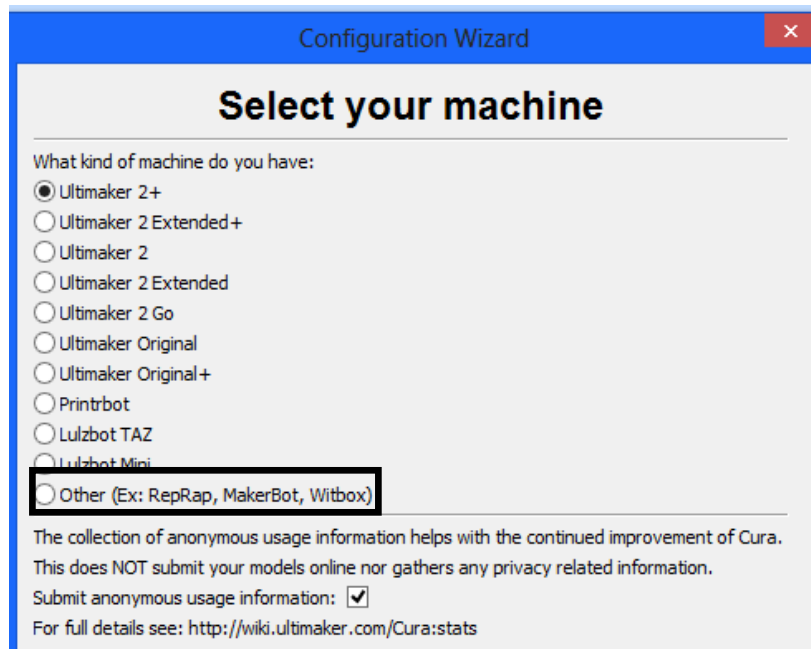 Configuration Wizard
Select your machine
What kind of machine do you have:
Ultimaker 2+
Ultimaker 2 Extended+
Ultimaker 2
Ultimaker 2 Extended
Ultimaker 2 Go
Ultimaker Original
Ultimaker Original+
Printrbot
Lulzbot TAZ
Lulzbot Mini
Other (Ex: RepRap, MakerBot, Witbox)
The collection of anonymous usage information helps with the continued improvement of Cura.
This does NOT submit your models online nor gathers any privacy related information.
Submit anonymous usage information:
For full details see: http://wiki.ultimaker.com/Cura:stats